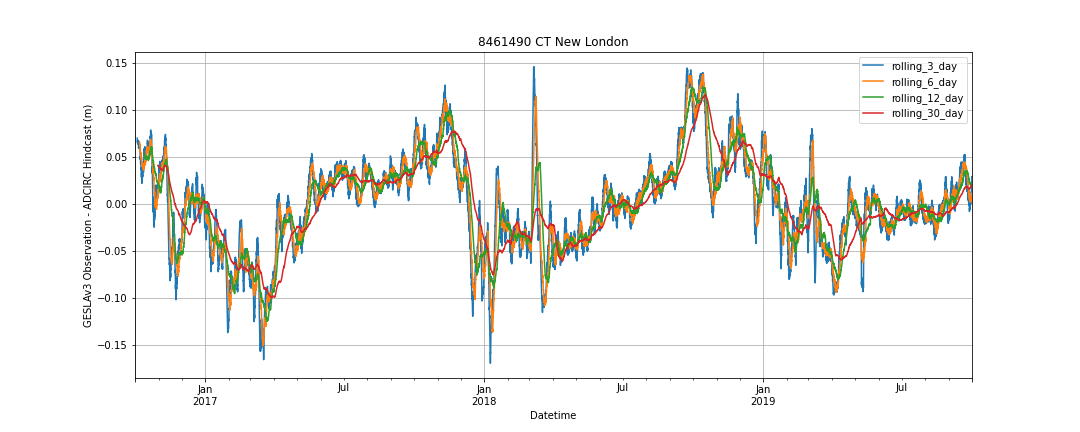 8461490 CT New London
GESLAv3 Observation - ADCIRC Hindcast (m)
0.15
0.10
0.05
0.00
−0.05
−0.10
−0.15
rolling_3_day
rolling_6_day
rolling_12_day
rolling_30_day
Jan
2017
Jul
Jan
2018
Jul
Jan
2019
Jul
Datetime